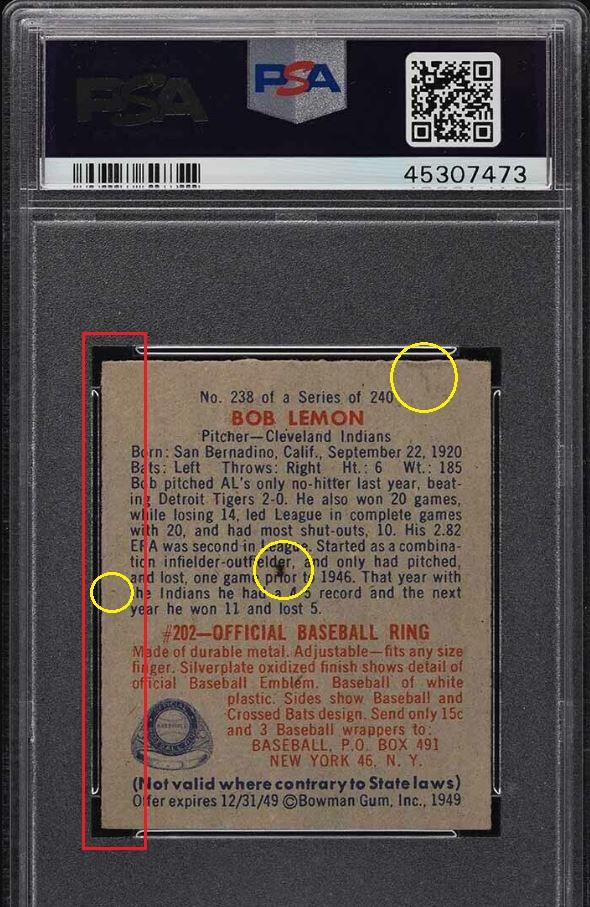 PSA
PSA
45307473
No. 238 of a Series of 240
BOB LEMON
Pitcher—Cleveland Indians
Born: San Bernadino, Calif., September 22, 1920
Bats: Left Throws: Right Ht.: 6 Wt.: 185
Bob pitched AL's only no-hitter last year, beat-
ing Detroit Tigers 2-0. He also won 20 games,
while losing 14, led League in complete games
with 20, and had most shut-outs, 10. His 2.82
ERA was second in League. Started as a combina-
tion infielder-outfielder, and only had pitched,
and lost, one game prior to 1946. That year with
the Indians he had a 4-5 record and the next
year he won 11 and lost 5.
#202—OFFICIAL BASEBALL RING
Made of durable metal. Adjustable—fits any size
finger. Silverplate oxidized finish shows detail of
official Baseball Emblem. Baseball of white
plastic. Sides show Baseball and
Crossed Bats design. Send only 15c
and 3 Baseball wrappers to:
BASEBALL, P.O. BOX 491
NEW YORK 46, N. Y.
(Not valid where contrary to State laws)
Offer expires 12/31/49 ©Bowman Gum, Inc., 1949